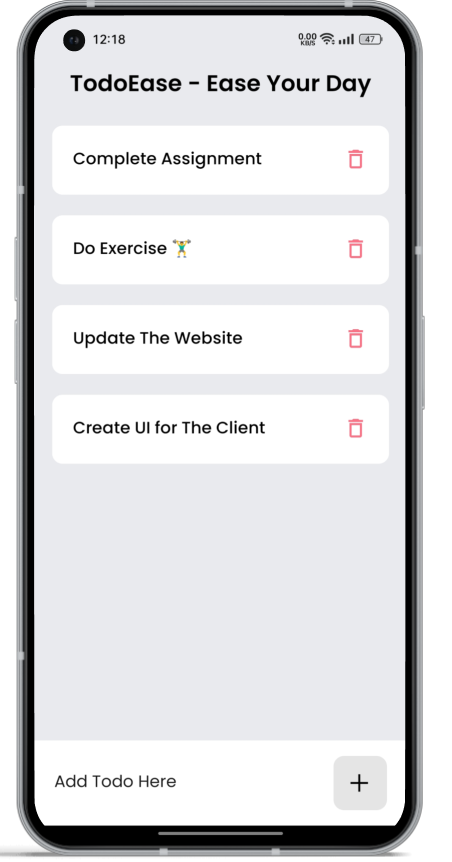 12:18
0.00
KB/S
47
TodoEase - Ease Your Day
Complete Assignment
Do Exercise 🏋️‍♂️
Update The Website
Create UI for The Client
Add Todo Here
+